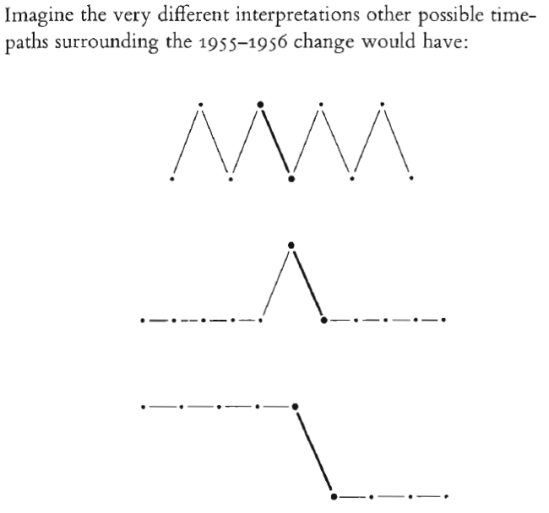 Imagine the very different interpretations other possible time-
paths surrounding the 1955–1956 change would have: